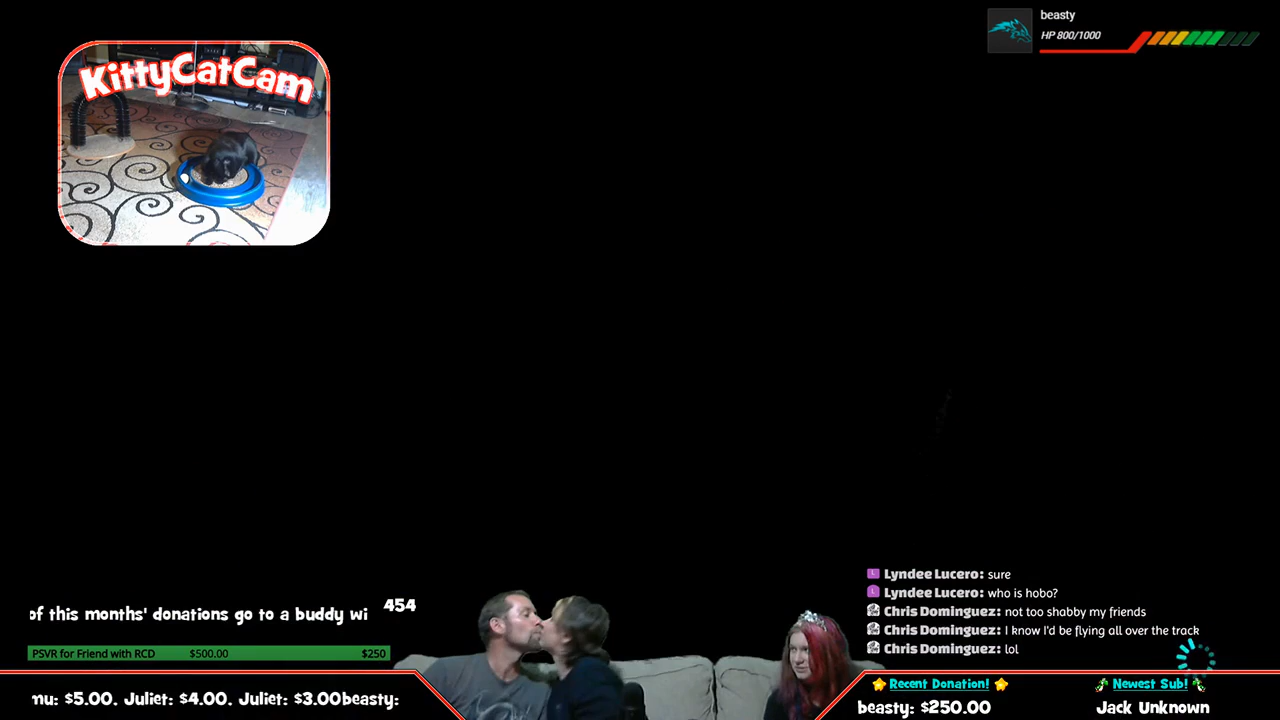 beasty
HP 800/1000
KittyCatCam
Lyndee Lucero: sure
Lyndee Lucero: who is hobo?
Chris Dominguez: not too shabby my friends
Chris Dominguez: I know I'd be flying all over the track
Chris Dominguez: lol
of this months' donations go to a buddy wi
454
PSVR for Friend with RCD $500.00 $250
mu: $5.00. Juliet: $4.00. Juliet: $3.00beasty:
Recent Donation!
beasty: $250.00
Newest Sub!
Jack Unknown